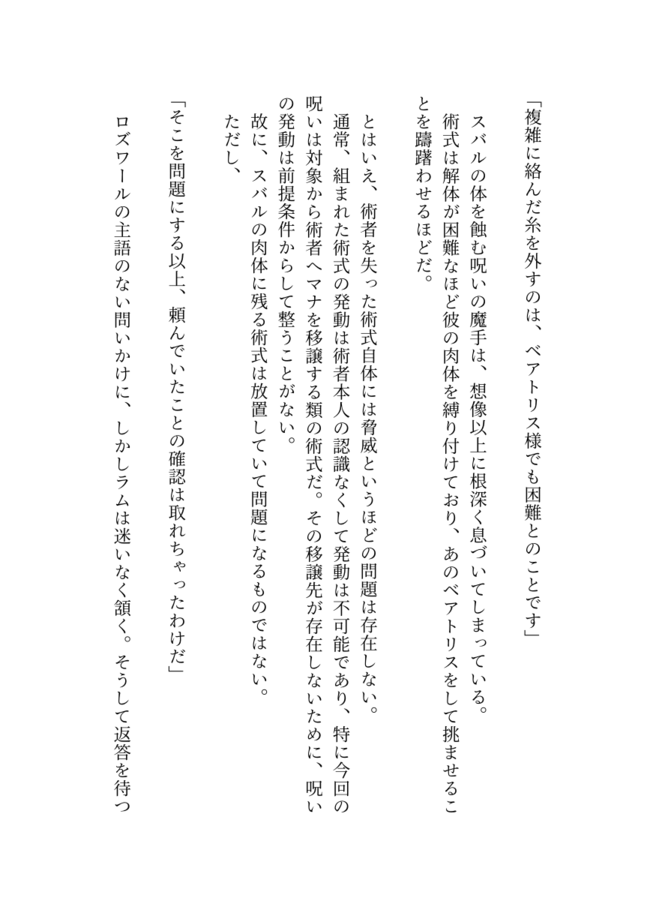 「複雑に絡んだ糸を外すのは、ベアトリス様でも困難とのことです」
スバルの体を蝕む呪いの魔手は、想像以上に根深く息づいてしまっている。
術式は解体が困難なほど彼の肉体を縛り付けており、あのベアトリスをして挑ませるこ
とを躊躇わせるほどだ。
とはいえ、術者を失った術式自体には脅威というほどの問題は存在しない。
通常、組まれた術式の発動は術者本人の認識なくして発動は不可能であり、特に今回の
呪いは対象から術者へマナを移譲する類の術式だ。その移譲先が存在しないために、呪い
の発動は前提条件からして整うことがない。
故に、スバルの肉体に残る術式は放置していて問題になるものではない。
ただし、
「そこを問題にする以上、頼んでいたことの確認は取れちゃったわけだ」
ロズワールの主語のない問いかけに、しかしラムは迷いなく頷く。そうして返答を待つ